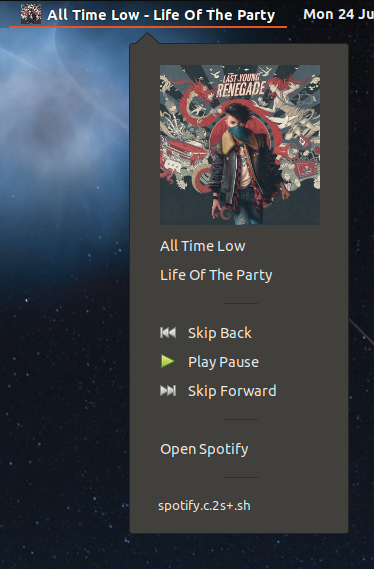 All Time Low - Life Of The Party
Mon 24 Ju
LAST YOUNG
RENEGADE
All Time Low
Life Of The Party
Skip Back
Play Pause
Skip Forward
Open Spotify
spotify.c.2s+.sh